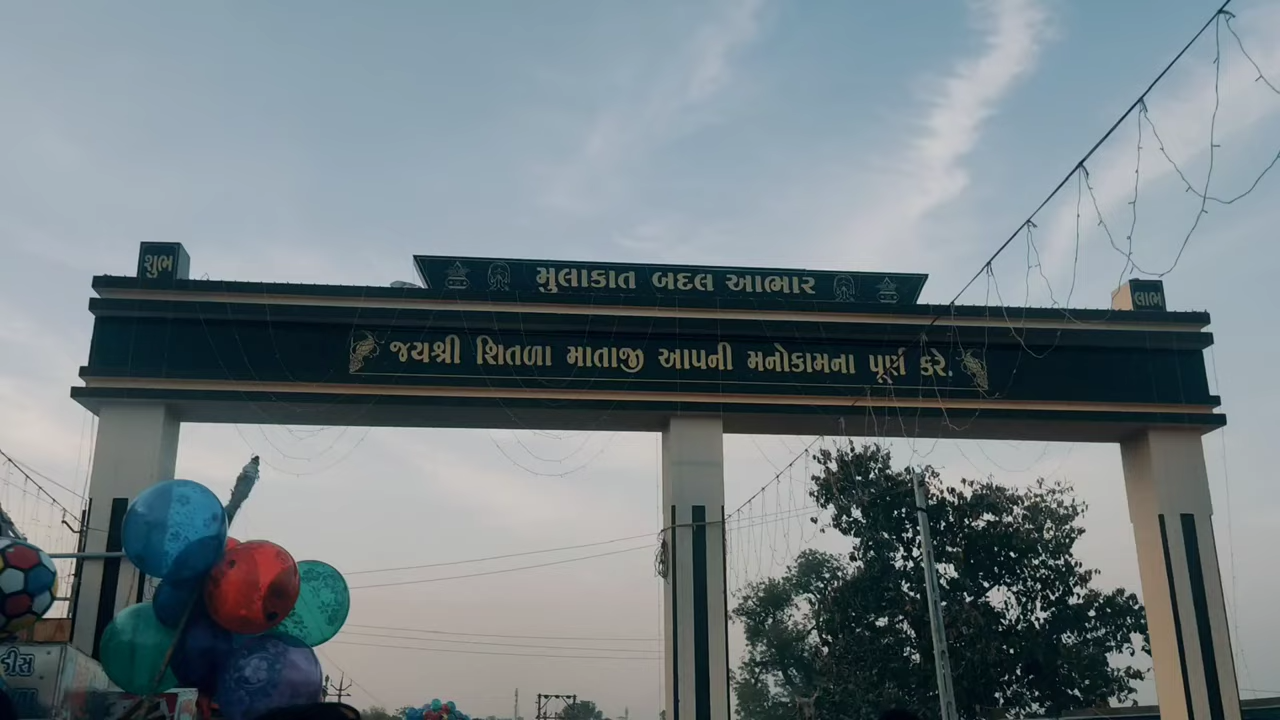 શુભ
મુલાકાત બદલ આભાર
લાભ
જયશ્રી શિતળા માતાજી આપની મનોકામના પૂર્ણ કરે.